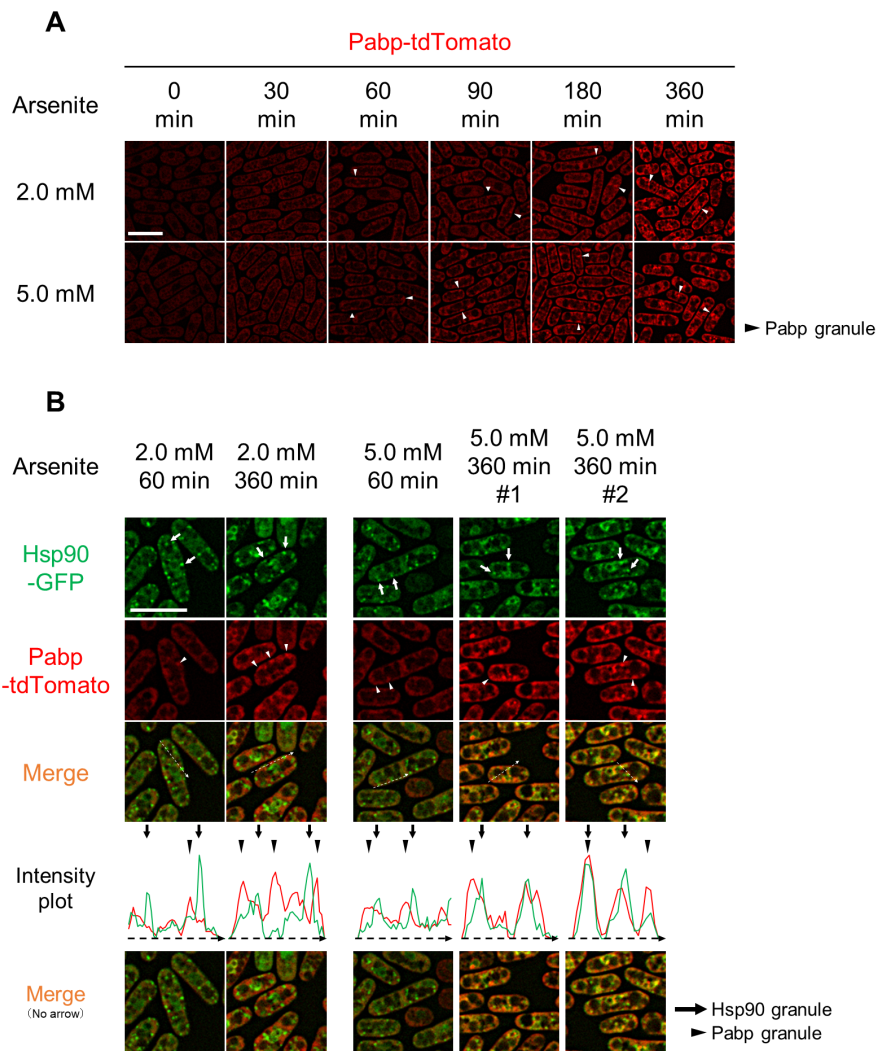 A
Pabp-tdTomato
Arsenite
0 min
30 min
60 min
90 min
180 min
360 min
2.0 mM
5.0 mM
Pabp granule
B
Arsenite
2.0 mM
60 min
2.0 mM
360 min
5.0 mM
60 min
5.0 mM
360 min
#1
5.0 mM
360 min
#2
Hsp90
-GFP
Pabp
-tdTomato
Merge
Intensity
plot
Merge
(No arrow)
Hsp90 granule
Pabp granule